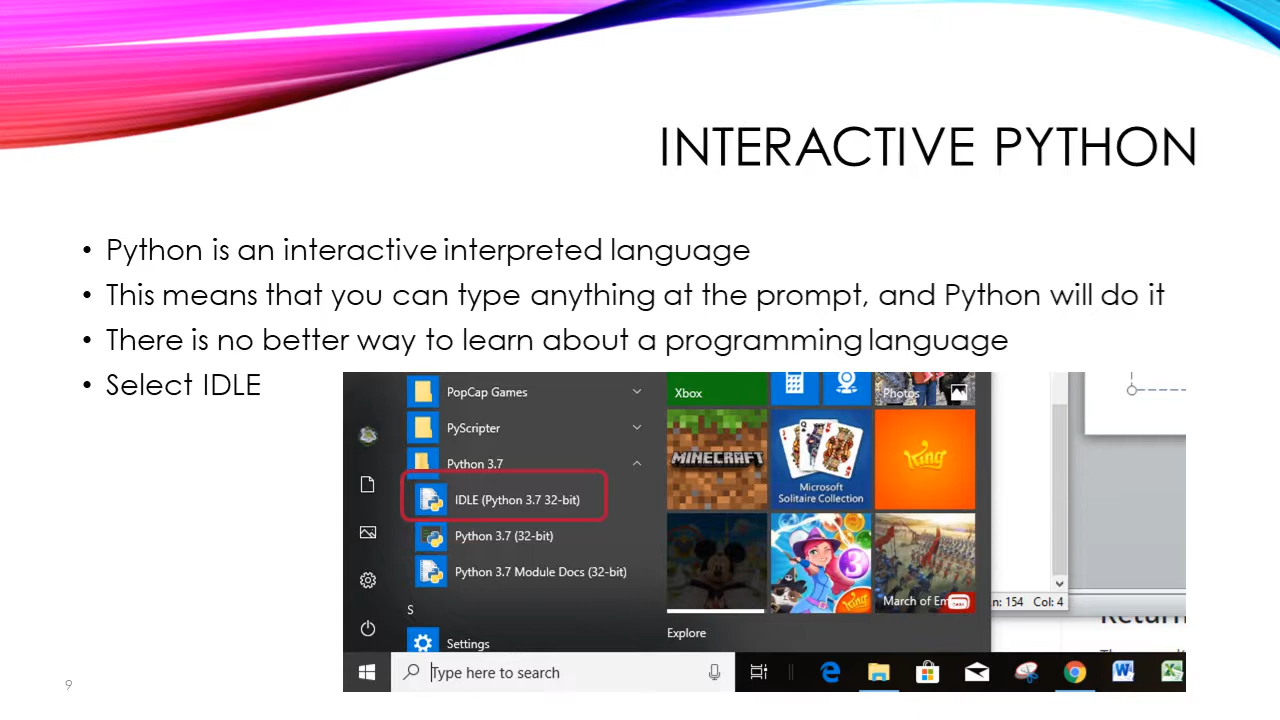 INTERACTIVE PYTHON
• Python is an interactive interpreted language
• This means that you can type anything at the prompt, and Python will do it
• There is no better way to learn about a programming language
• Select IDLE
PopCap Games
PyScripter
Python 3.7
IDLE (Python 3.7 32-bit)
Python 3.7 (32-bit)
Python 3.7 Module Docs (32-bit)
S
Settings
Xbox
Photos
MINECRAFT
Microsoft
Solitaire Collection
King
3
King
March of Em
Explore
n: 154 Col: 4
Type here to search
9